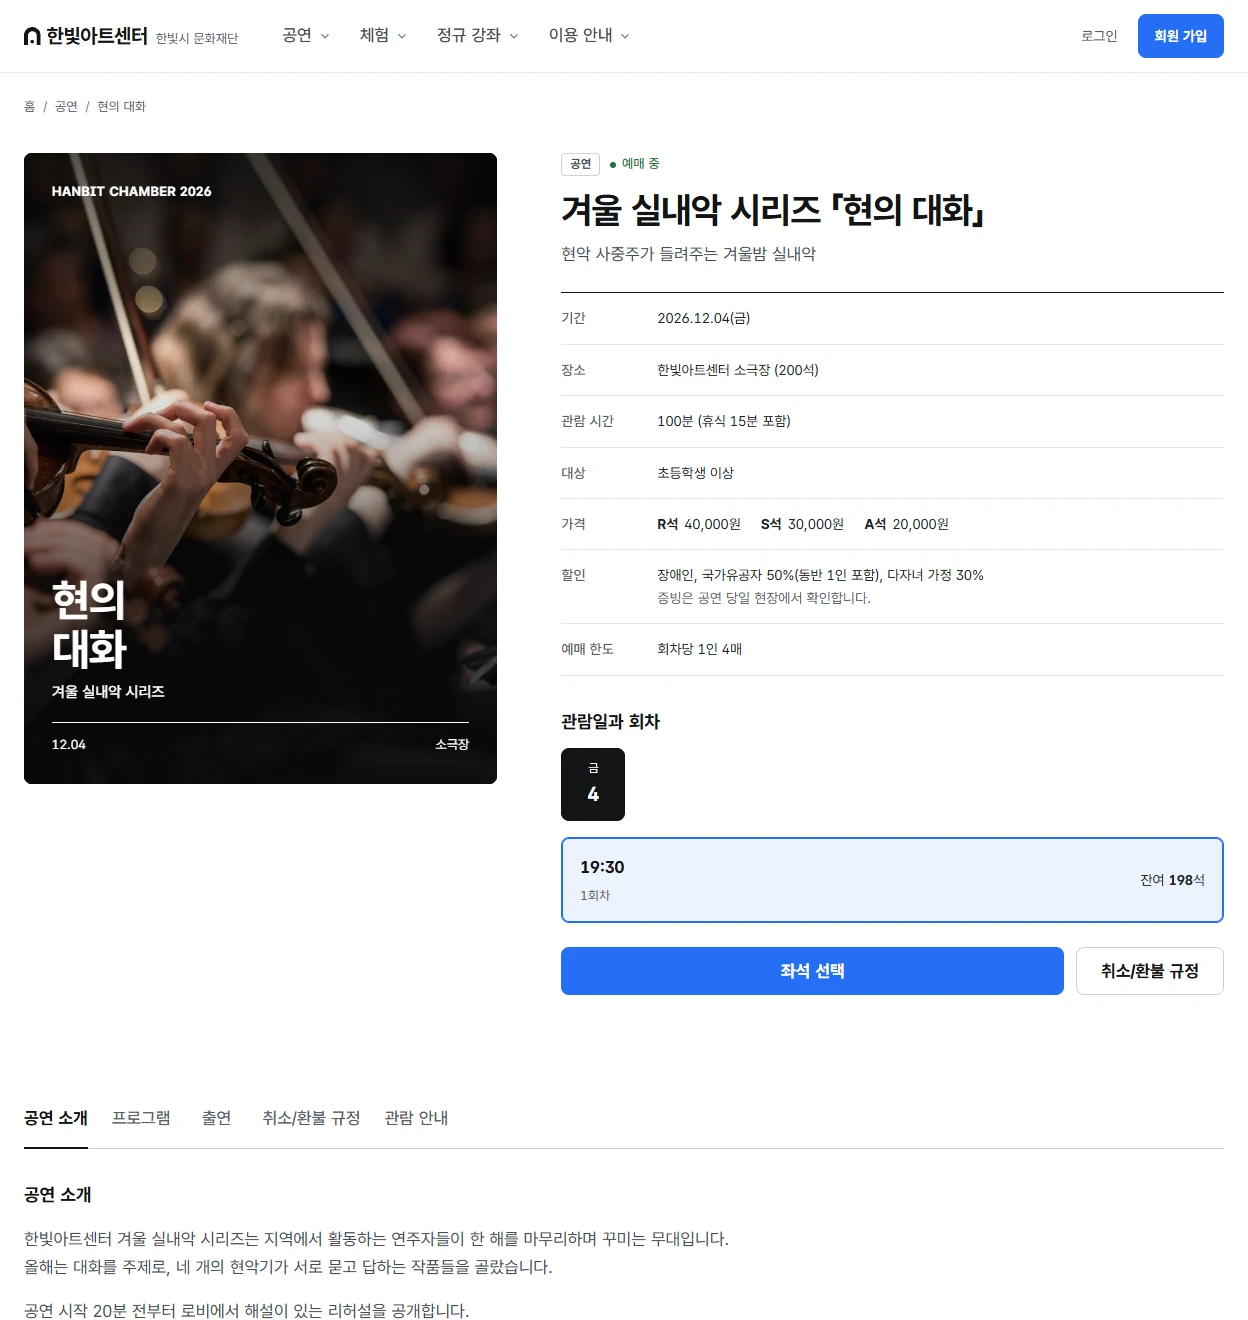 한빛아트센터 한빛시 문화재단 공연 체험 정규 강좌 이용 안내 로그인 회원 가입
홈 / 공연 / 현의 대화
HANBIT CHAMBER 2026
현의
대화
겨울 실내악 시리즈
12.04 소극장
공연 예매 중
겨울 실내악 시리즈 「현의 대화」
현악 사중주가 들려주는 겨울밤 실내악
기간 2026.12.04(금)
장소 한빛아트센터 소극장 (200석)
관람 시간 100분 (휴식 15분 포함)
대상 초등학생 이상
가격 R석 40,000원 S석 30,000원 A석 20,000원
할인 장애인, 국가유공자 50%(동반 1인 포함), 다자녀 가정 30%
증빙은 공연 당일 현장에서 확인합니다.
예매 한도 회차당 1인 4매
관람일과 회차
금
4
19:30
1회차
잔여 198석
좌석 선택 취소/환불 규정
공연 소개 프로그램 출연 취소/환불 규정 관람 안내
공연 소개
한빛아트센터 겨울 실내악 시리즈는 지역에서 활동하는 연주자들이 한 해를 마무리하며 꾸미는 무대입니다.
올해는 대화를 주제로, 네 개의 현악기가 서로 묻고 답하는 작품들을 골랐습니다.
공연 시작 20분 전부터 로비에서 해설이 있는 리허설을 공개합니다.